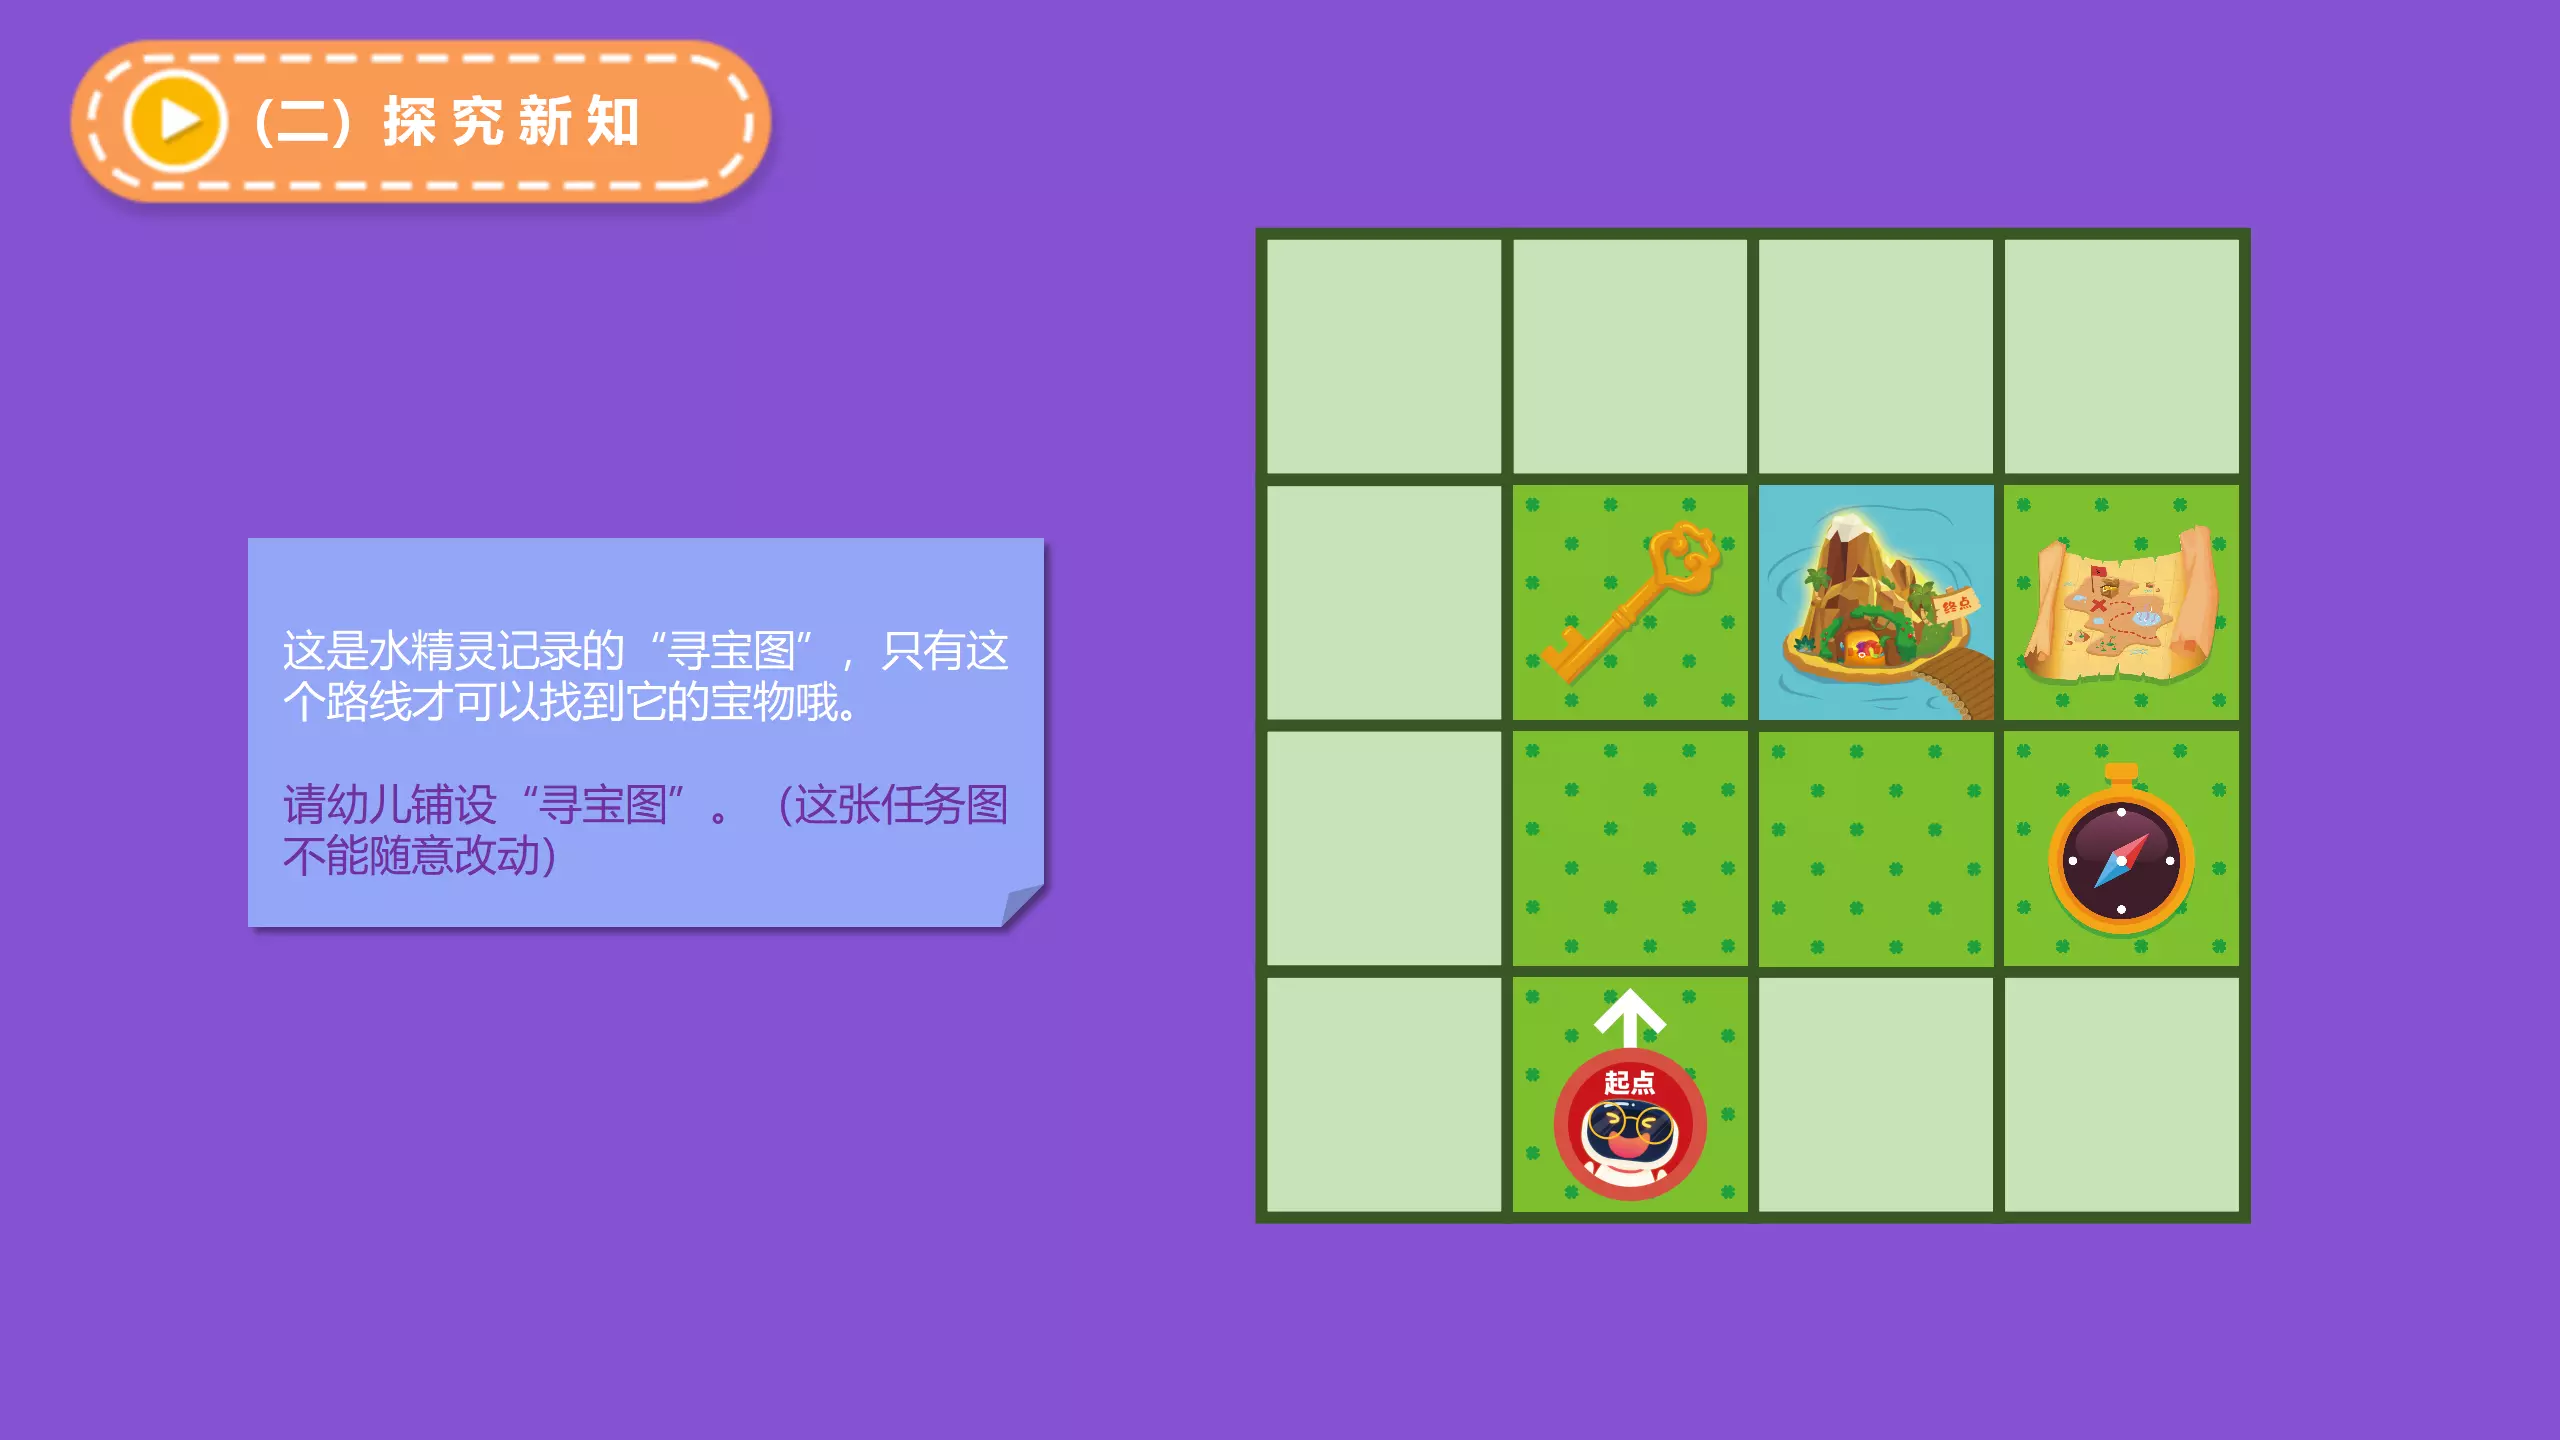 (二) 探究新知
这是水精灵记录的“寻宝图”，只有这
个路线才可以找到它的宝物哦。
请幼儿铺设“寻宝图”。（这张任务图
不能随意改动）
终点
起点